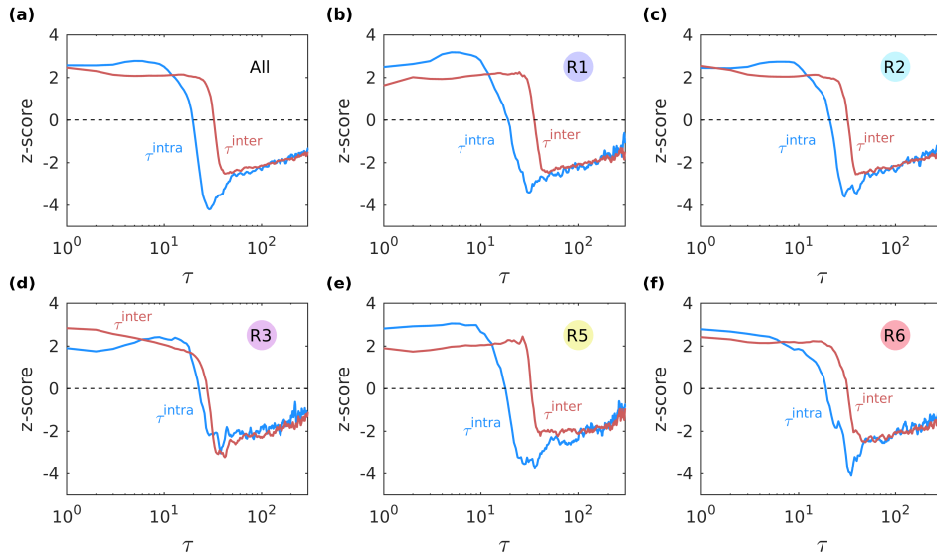 (a)
z-score
4
2
0
-2
-4
All
τ^intra
τ^inter
10^0
10^1
10^2
τ
(b)
z-score
4
2
0
-2
-4
R1
τ^intra
τ^inter
10^0
10^1
10^2
τ
(c)
z-score
4
2
0
-2
-4
R2
τ^intra
τ^inter
10^0
10^1
10^2
τ
(d)
z-score
4
2
0
-2
-4
τ^inter
R3
τ^intra
10^0
10^1
10^2
τ
(e)
z-score
4
2
0
-2
-4
R5
τ^inter
τ^intra
10^0
10^1
10^2
τ
(f)
z-score
4
2
0
-2
-4
R6
τ^inter
τ^intra
10^0
10^1
10^2
τ